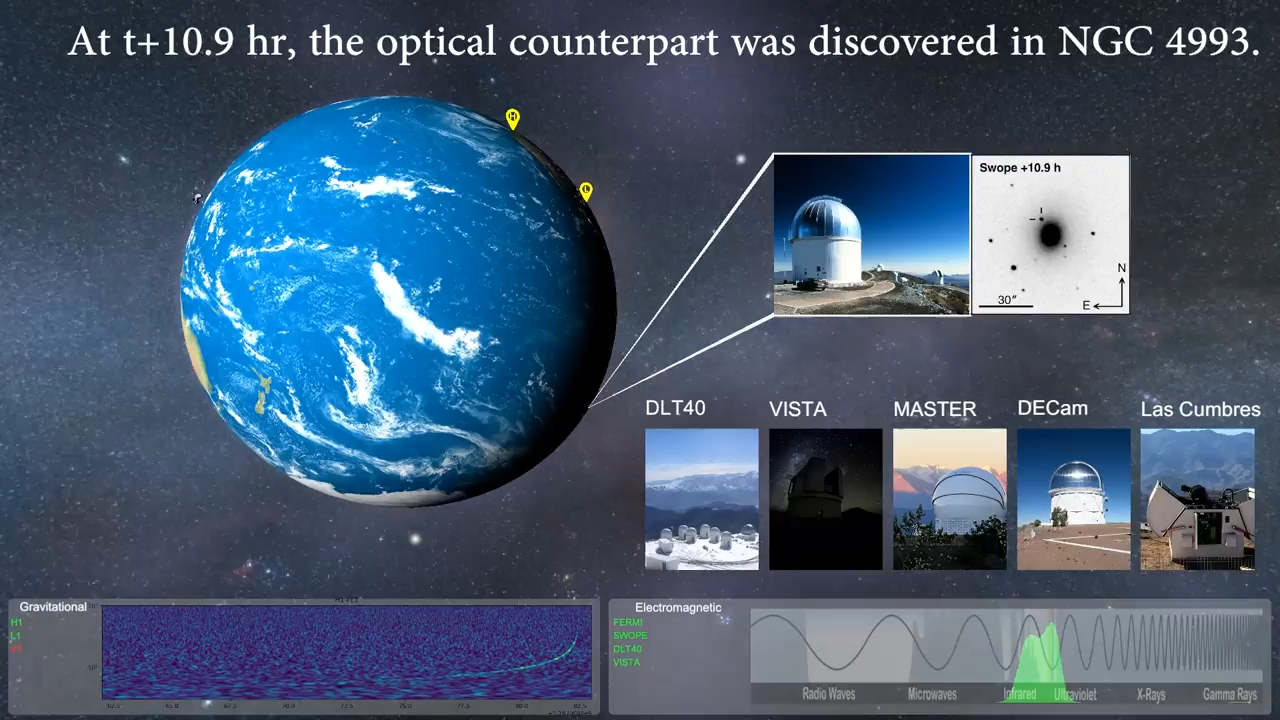 At t+10.9 hr, the optical counterpart was discovered in NGC 4993.
H
L
Swope +10.9 h
N
30"
E
DLT40
VISTA
MASTER
DECam
Las Cumbres
Gravitational
H1
L1
Electromagnetic
FERMI
SWOPE
DLT40
VISTA
Radio Waves
Microwaves
Infrared
Ultraviolet
X-Rays
Gamma Rays